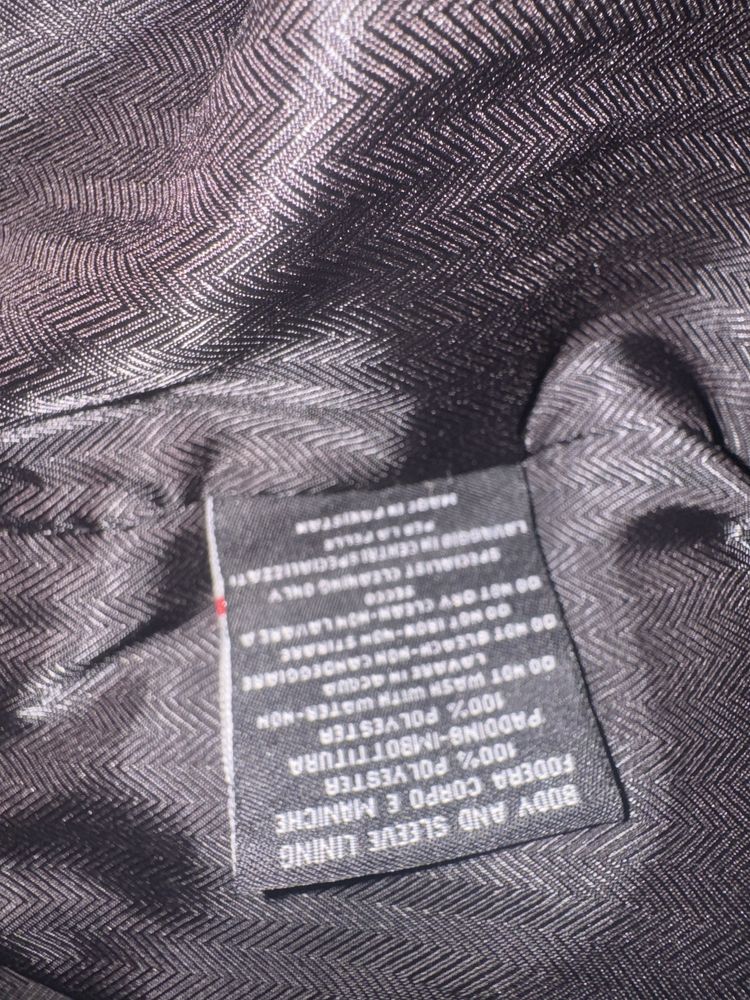 BODY AND SLEEVE LINING
FODERA CORPO E MANICHE
100% POLYESTER
PADDING-IMBOTTITURA
100% POLYESTER
DO NOT WASH WITH WATER-NON
LAVARE IN ACQUA
DO NOT BLEACH-NON CANDEGGIARE
DO NOT IRON-NON STIRARE
DO NOT DRY CLEAN-NON LAVARE A
SECO
SPECIALIST CLEANING ONLY
LAVAGGIO IN CENTRI SPECIALIZZATI
PER LA PELLE
MADE IN PAKISTAN